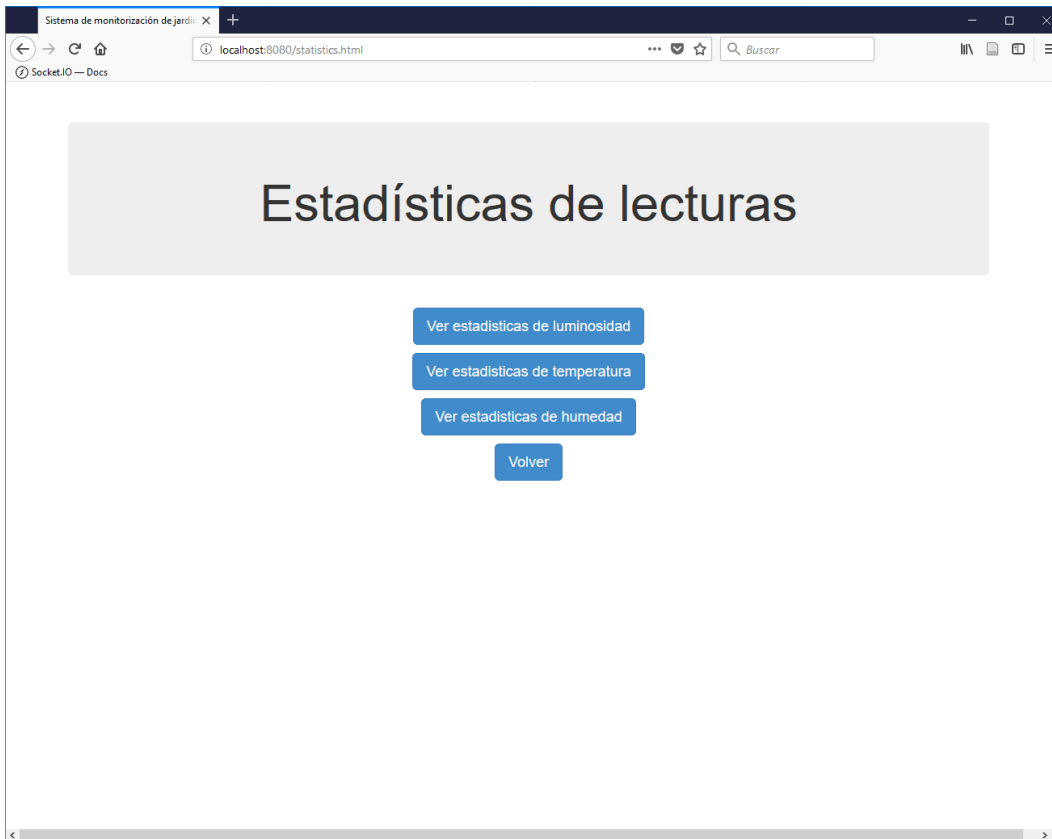 Sistema de monitorización de jardin
localhost:8080/statistics.html
Buscar
Socket.IO — Docs
Estadísticas de lecturas
Ver estadisticas de luminosidad
Ver estadisticas de temperatura
Ver estadisticas de humedad
Volver